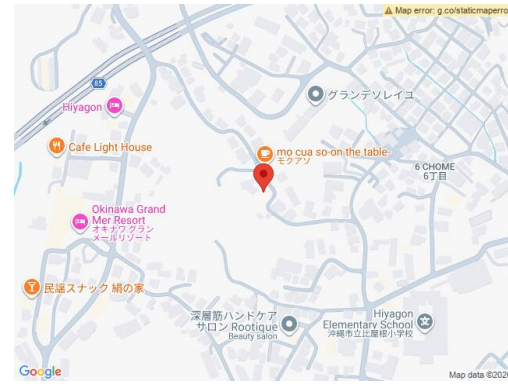 Map error: g.co/staticmaperro
85
Hiyagon
グランデソレイユ
Cafe Light House
mo cua so-on the table-
モクアソ
6 CHOME
6丁目
Okinawa Grand
Mer Resort
オキナワ グラン
メールリゾート
民謡スナック 絹の家
深層筋ハンドケア
サロン Rootique
Beauty salon
Hiyagon
Elementary School
沖縄市立比屋根小学校
Google
Map data ©2026